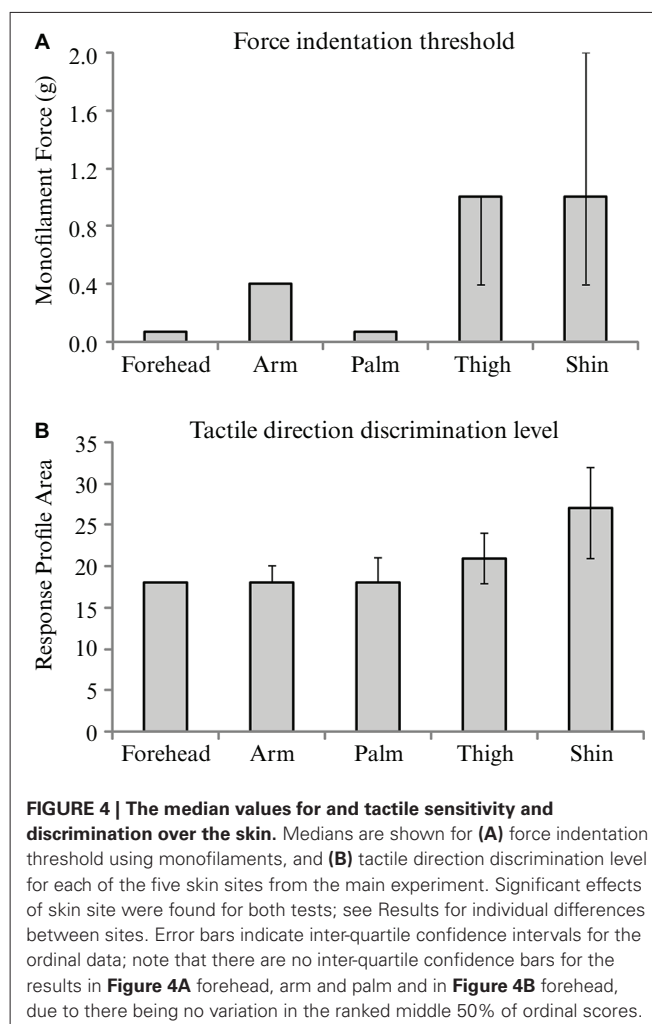 A
Force indentation threshold
Monofilament Force (g)
2.0
1.6
1.2
0.8
0.4
0.0
Forehead Arm Palm Thigh Shin
B
Tactile direction discrimination level
Response Profile Area
35
30
25
20
15
10
5
0
Forehead Arm Palm Thigh Shin
FIGURE 4 | The median values for and tactile sensitivity and
discrimination over the skin. Medians are shown for (A) force indentation
threshold using monofilaments, and (B) tactile direction discrimination level
for each of the five skin sites from the main experiment. Significant effects
of skin site were found for both tests; see Results for individual differences
between sites. Error bars indicate inter-quartile confidence intervals for the
ordinal data; note that there are no inter-quartile confidence bars for the
results in Figure 4A forehead, arm and palm and in Figure 4B forehead,
due to there being no variation in the ranked middle 50% of ordinal scores.